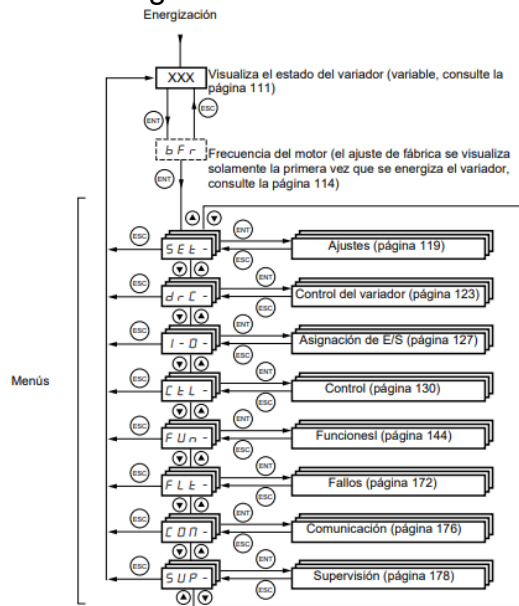 Energización
XXX
Visualiza el estado del variador (variable, consulte la
página 111)
ESC
ENT
bFr
Frecuencia del motor (el ajuste de fábrica se visualiza
solamente la primera vez que se energiza el variador,
consulte la página 114)
ENT
ESC
ENT
SEt-
Ajustes (página 119)
ESC
ESC
ENT
drC-
Control del variador (página 123)
ESC
ESC
ENT
I-O-
Asignación de E/S (página 127)
ESC
ESC
ENT
CtL-
Control (página 130)
Menús
ESC
ESC
ENT
FUn-
Funcionesl (página 144)
ESC
ESC
ENT
FLt-
Fallos (página 172)
ESC
ESC
ENT
COM-
Comunicación (página 176)
ESC
ESC
ENT
SUP-
Supervisión (página 178)
ESC